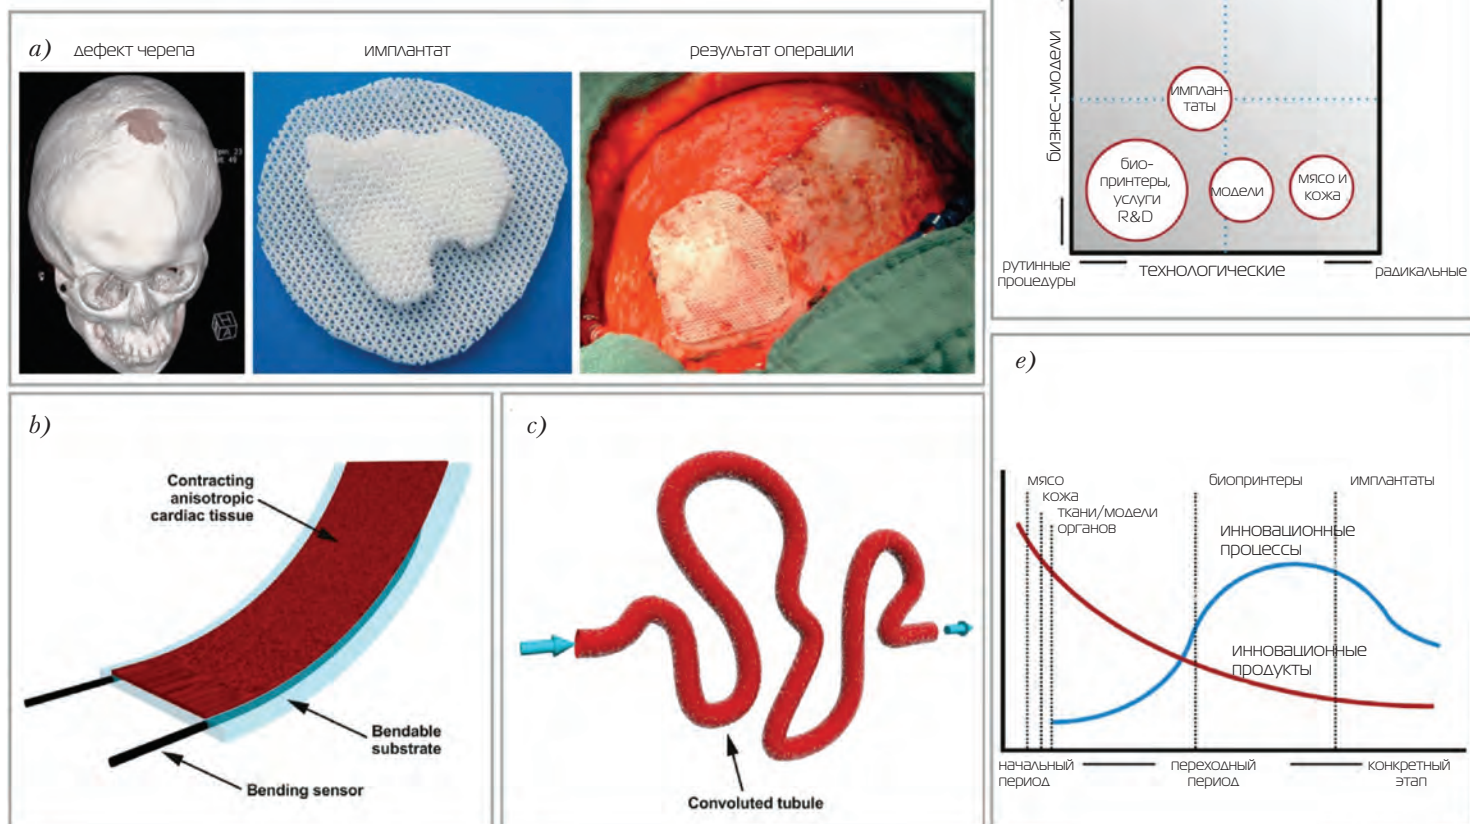 a)
дефект черепа
имплантат
результат операции
бизнес-модели
имплан-
таты
био-
принтеры,
услуги
R&D
модели
мясо и
кожа
рутинные
процедуры
технологические
радикальные
b)
Contracting
anisotropic
cardiac tissue
Bendable
substrate
Bending sensor
c)
Convoluted tubule
e)
мясо
кожа
ткани/модели
органов
биопринтеры
имплантаты
инновационные
процессы
инновационные
продукты
начальный
период
переходный
период
конкретный
этап